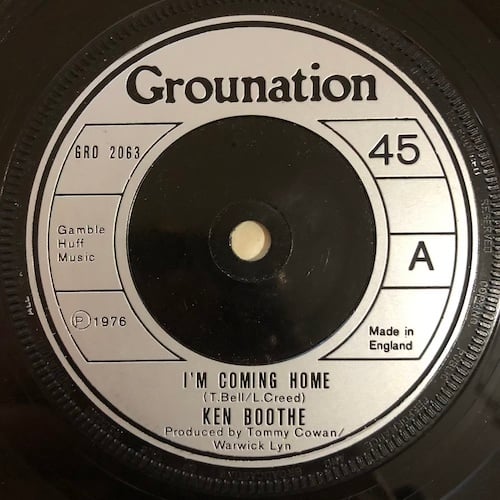 Grounation
GRO 2063
45
Gamble
Huff
Music
A
℗ 1976
Made in
England
I'M COMING HOME
(T.Bell/L.Creed)
KEN BOOTHE
Produced by Tommy Cowan/
Warwick Lyn